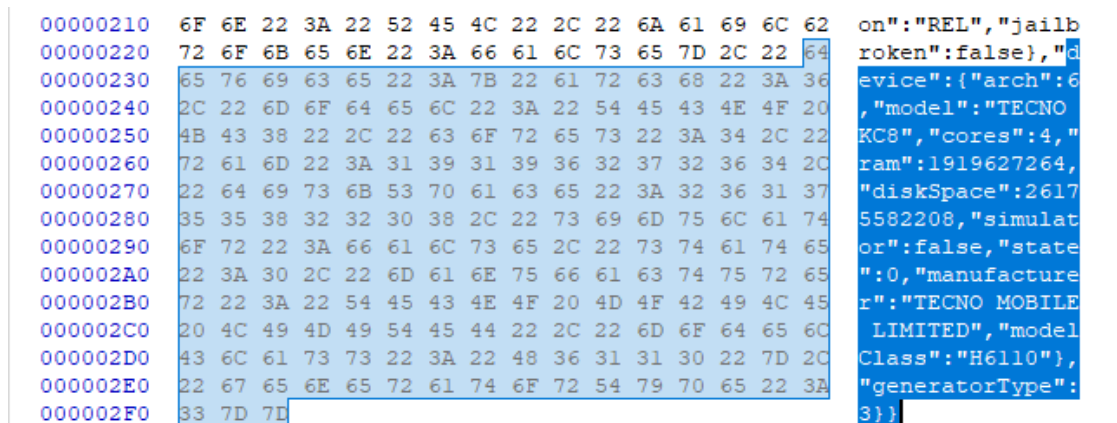 00000210 6F 6E 22 3A 22 52 45 4C 22 2C 22 6A 61 69 6C 62 on":"REL","jailb
00000220 72 6F 6B 65 6E 22 3A 66 61 6C 73 65 7D 2C 22 64 roken":false},"d
00000230 65 76 69 63 65 22 3A 7B 22 61 72 63 68 22 3A 36 evice":{"arch":6
00000240 2C 22 6D 6F 64 65 6C 22 3A 22 54 45 43 4E 4F 20 ,"model":"TECNO
00000250 4B 43 38 22 2C 22 63 6F 72 65 73 22 3A 34 2C 22 KC8","cores":4,"
00000260 72 61 6D 22 3A 31 39 31 39 36 32 37 32 36 34 2C ram":1919627264,
00000270 22 64 69 73 6B 53 70 61 63 65 22 3A 32 36 31 37 "diskSpace":2617
00000280 35 35 38 32 32 30 38 2C 22 73 69 6D 75 6C 61 74 5582208,"simulat
00000290 6F 72 22 3A 66 61 6C 73 65 2C 22 73 74 61 74 65 or":false,"state
000002A0 22 3A 30 2C 22 6D 61 6E 75 66 61 63 74 75 72 65 ":0,"manufacture
000002B0 72 22 3A 22 54 45 43 4E 4F 20 4D 4F 42 49 4C 45 r":"TECNO MOBILE
000002C0 20 4C 49 4D 49 54 45 44 22 2C 22 6D 6F 64 65 6C LIMITED","model
000002D0 43 6C 61 73 73 22 3A 22 48 36 31 31 30 22 7D 2C Class":"H6110"},
000002E0 22 67 65 6E 65 72 61 74 6F 72 54 79 70 65 22 3A "generatorType":
000002F0 33 7D 7D 3}}